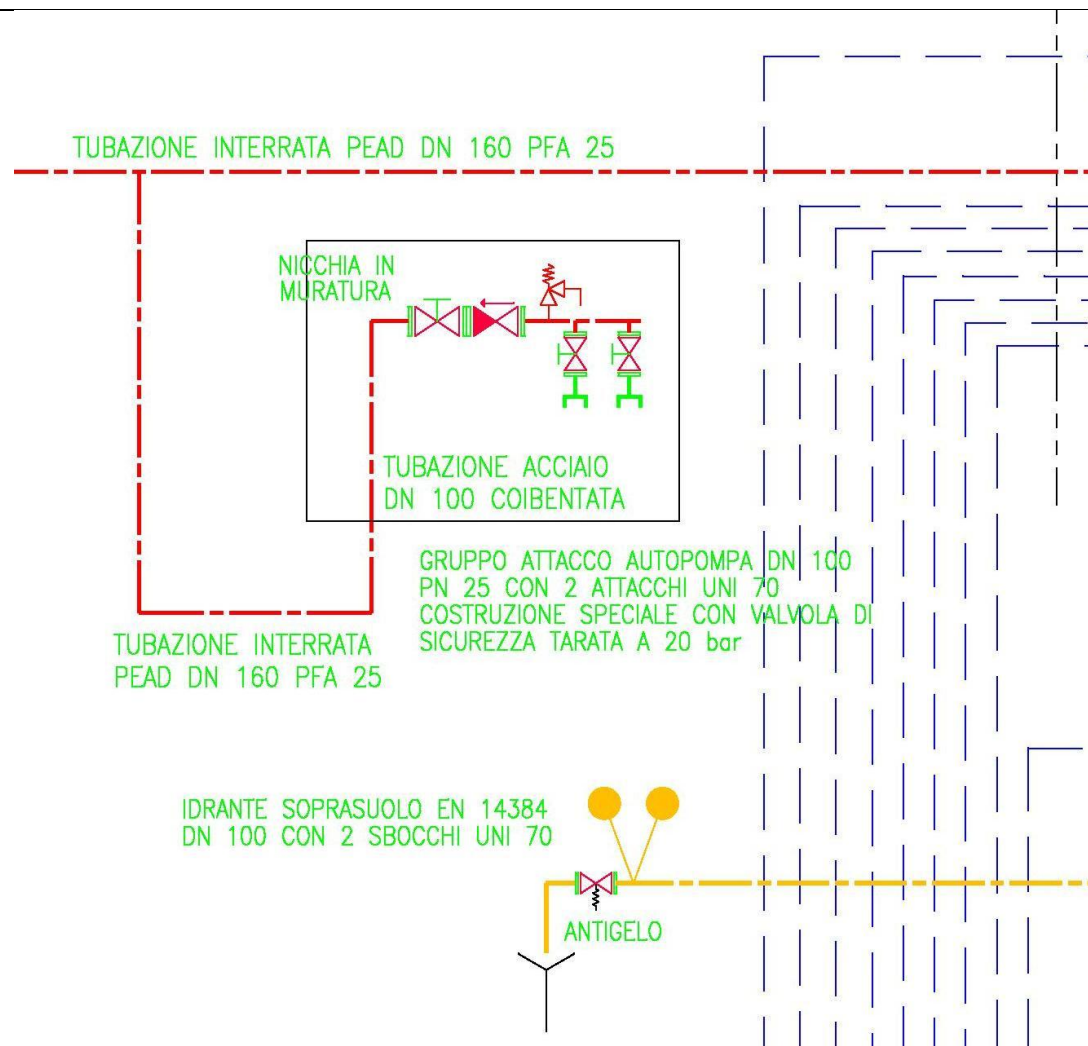 TUBAZIONE INTERRATA PEAD DN 160 PFA 25
NICCHIA IN
MURATURA
TUBAZIONE ACCIAIO
DN 100 COIBENTATA
GRUPPO ATTACCO AUTOPOMPA DN 100
PN 25 CON 2 ATTACCHI UNI 70
COSTRUZIONE SPECIALE CON VALVOLA DI
SICUREZZA TARATA A 20 bar
TUBAZIONE INTERRATA
PEAD DN 160 PFA 25
IDRANTE SOPRASUOLO EN 14384
DN 100 CON 2 SBOCCHI UNI 70
ANTIGELO